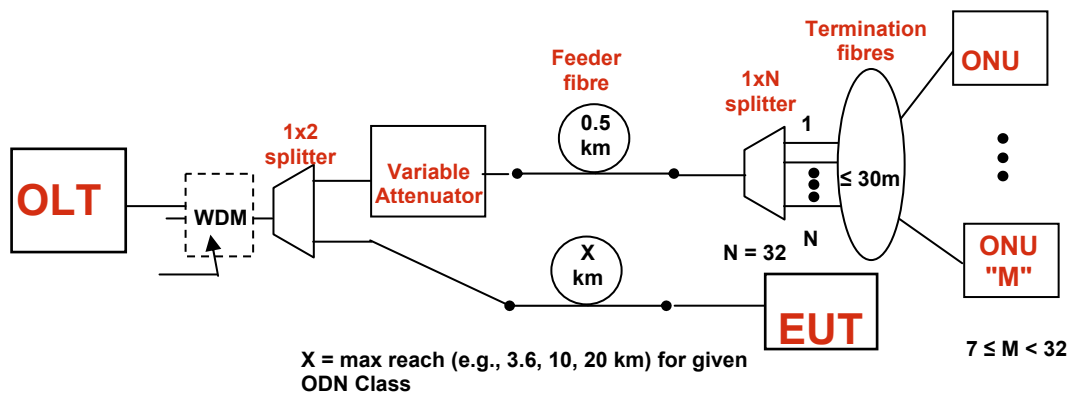 Termination
fibres
ONU
Feeder
fibre
1xN
splitter
1
0.5
km
1x2
splitter
Variable
Attenuator
≤ 30m
OLT
WDM
N
N = 32
ONU
"M"
X
km
EUT
7 ≤ M < 32
X = max reach (e.g., 3.6, 10, 20 km) for given
ODN Class